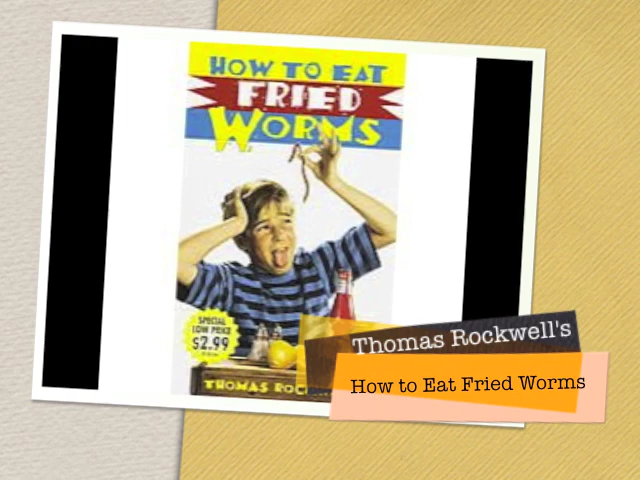 HOW TO EAT
FRIED
WORMS
SPECIAL
LOW PRICE
$2.99
THOMAS ROC
Thomas Rockwell's
How to Eat Fried Worms